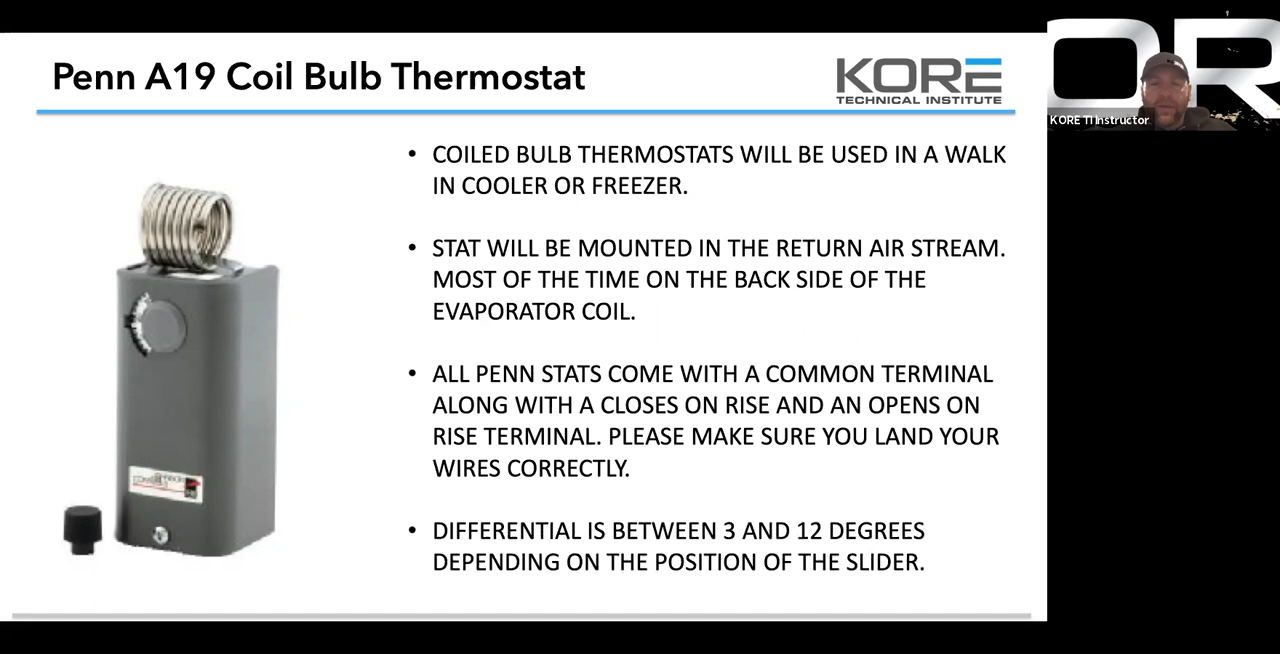 Penn A19 Coil Bulb Thermostat
KORE
TECHNICAL INSTITUTE
OR
KORE TI Instructor
• COILED BULB THERMOSTATS WILL BE USED IN A WALK
IN COOLER OR FREEZER.
• STAT WILL BE MOUNTED IN THE RETURN AIR STREAM.
MOST OF THE TIME ON THE BACK SIDE OF THE
EVAPORATOR COIL.
• ALL PENN STATS COME WITH A COMMON TERMINAL
ALONG WITH A CLOSES ON RISE AND AN OPENS ON
RISE TERMINAL. PLEASE MAKE SURE YOU LAND YOUR
WIRES CORRECTLY.
• DIFFERENTIAL IS BETWEEN 3 AND 12 DEGREES
DEPENDING ON THE POSITION OF THE SLIDER.